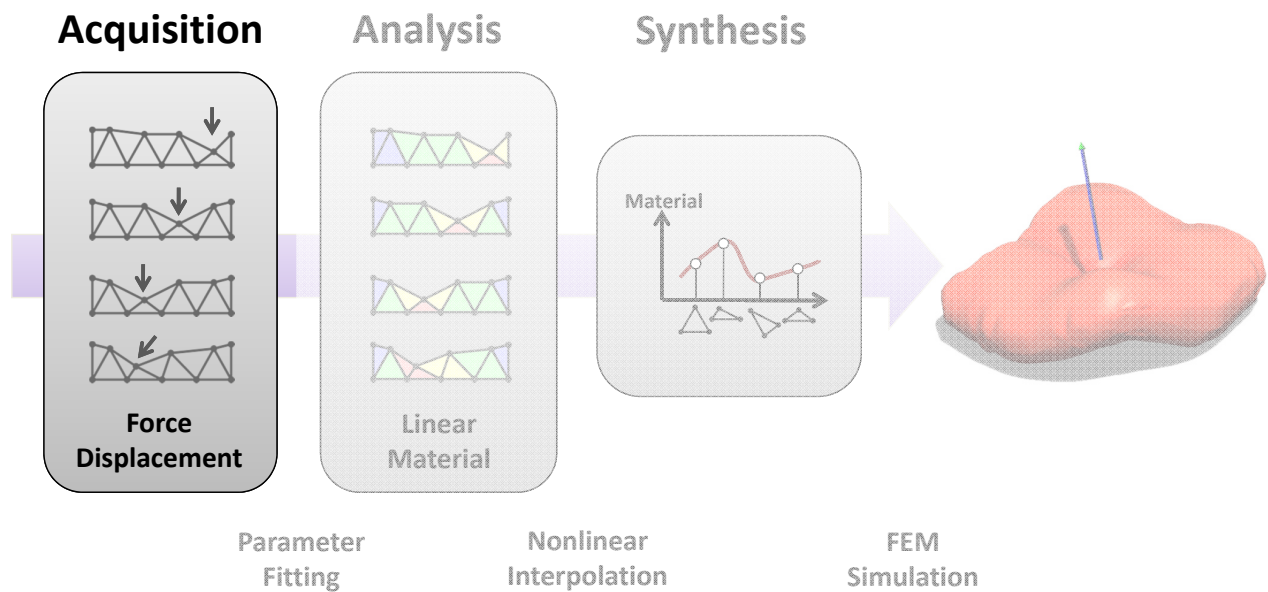 Acquisition
Analysis
Synthesis
Material
Force
Displacement
Linear
Material
Parameter
Fitting
Nonlinear
Interpolation
FEM
Simulation